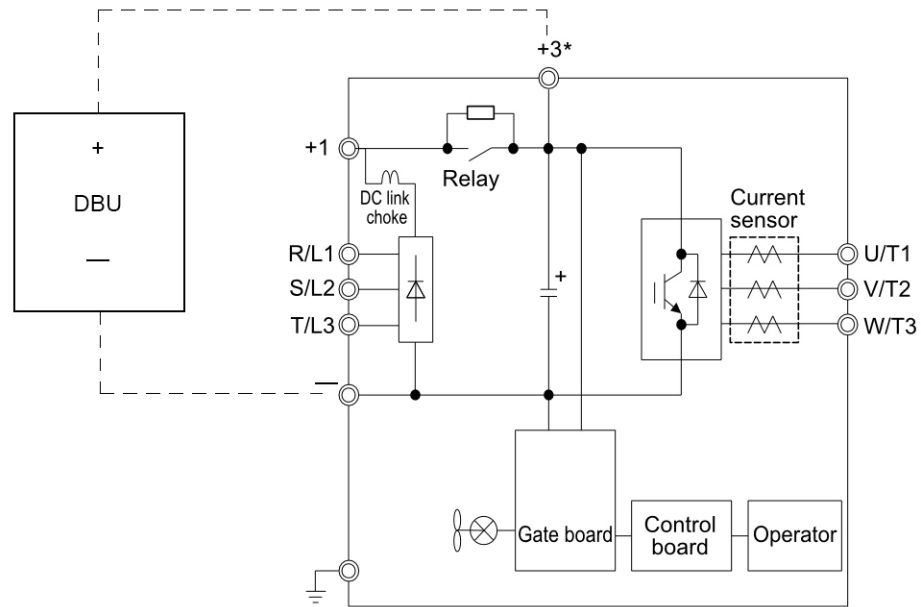 +3*
+
DBU
—
+1
Relay
DC link
choke
Current
sensor
R/L1
S/L2
T/L3
+
U/T1
V/T2
W/T3
—
Gate board
Control
board
Operator